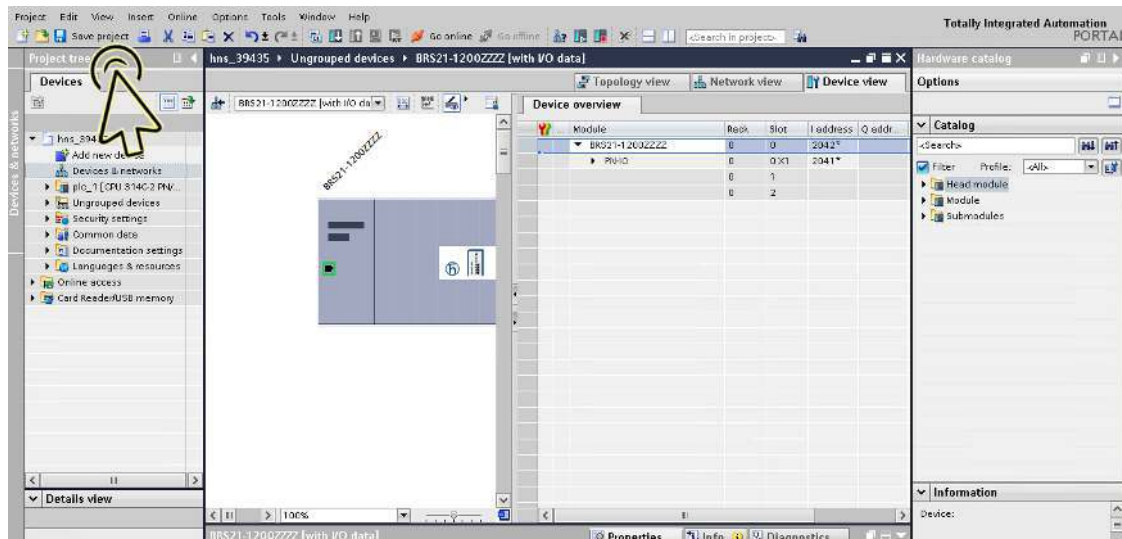 Project Edit View Insert Online Options Tools Window Help
Totally Integrated Automation
PORTAL
Save project
Go online
Go offline
<Search in project>
Project tree
hns_39435 ▸ Ungrouped devices ▸ BRS21-1200ZZZZ [with I/O data]
Hardware catalog
Devices
Topology view
Network view
Device view
Options
BRS21-1200ZZZZ [with I/O da
Device overview
Devices & networks
Module Rack Slot I address Q addr...
Catalog
BRS21-1200ZZZZ 0 0 2042*
<Search>
PN-IO 0 0 X1 2041*
Filter Profile: <All>
0 1
Head module
0 2
Module
Submodules
Add new
Devices & networks
plc_1 [CPU 314C-2 PN/...
Ungrouped devices
Security settings
Common data
Documentation settings
Languages & resources
Online access
Card Reader/USB memory
BRS21-1200ZZZZ
Details view
100%
Information
Device:
BRS21-1200ZZZZ [with I/O data]
Properties
Info
Diagnostics